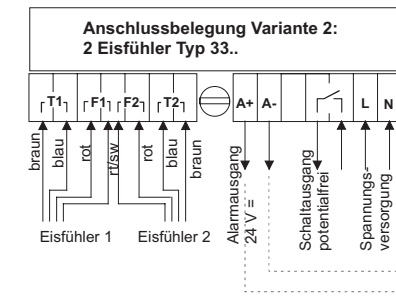 Anschlussbelegung Variante 2:
2 Eisfühler Typ 33..
T1 F1 F2 T2 A+ A- L N
braun
blau
rot
rt/sw
rot
blau
braun
Eisfühler 1
Eisfühler 2
Alarmausgang
24 V =
Schaltausgang
potentialfrei
Spannungs-
versorgung